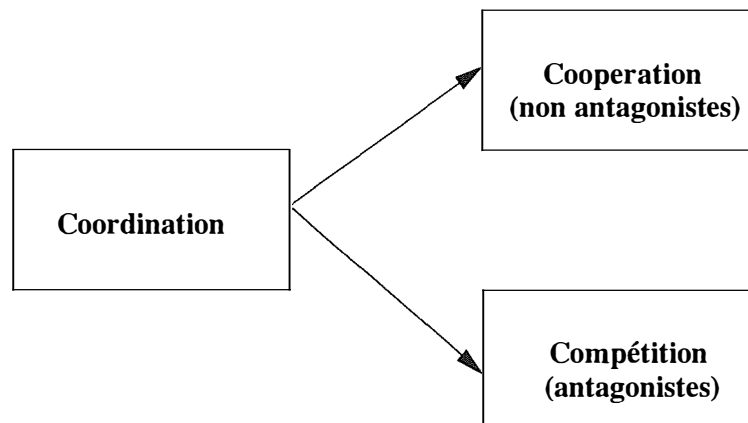 Cooperation
(non antagonistes)
Coordination
Compétition
(antagonistes)